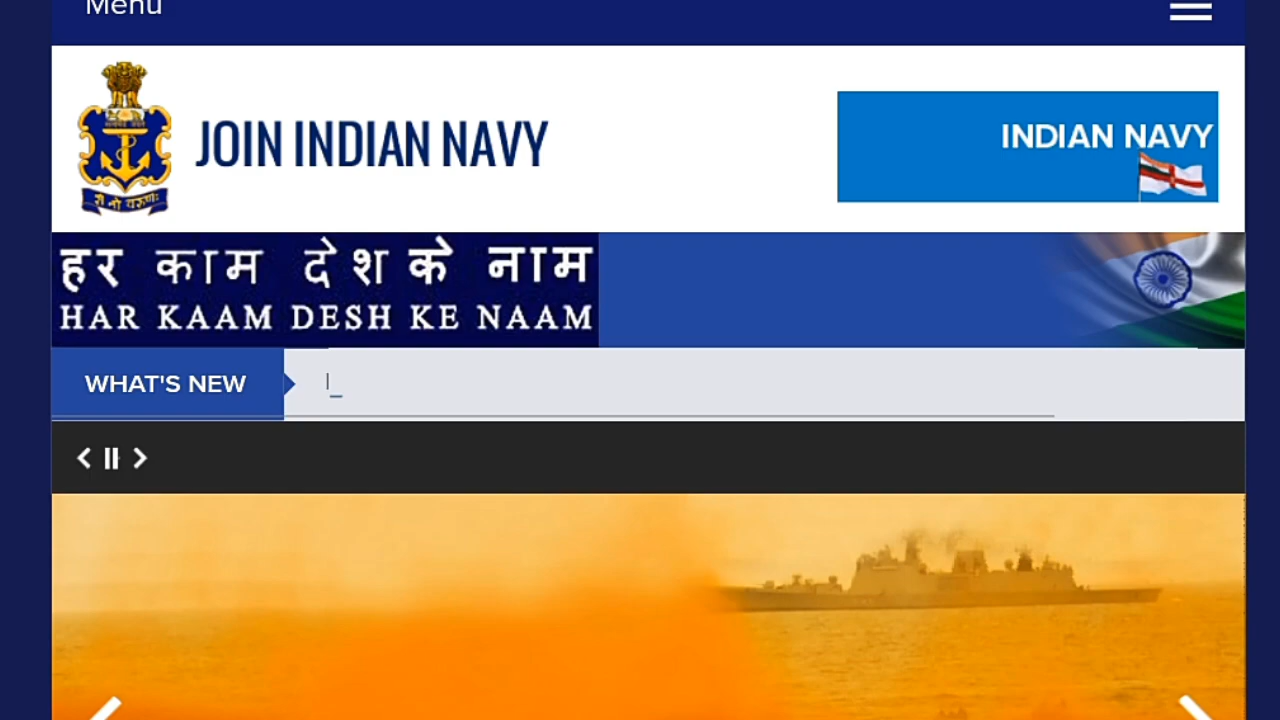 Menu
JOIN INDIAN NAVY
INDIAN NAVY
हर काम देश के नाम
HAR KAAM DESH KE NAAM
WHAT'S NEW